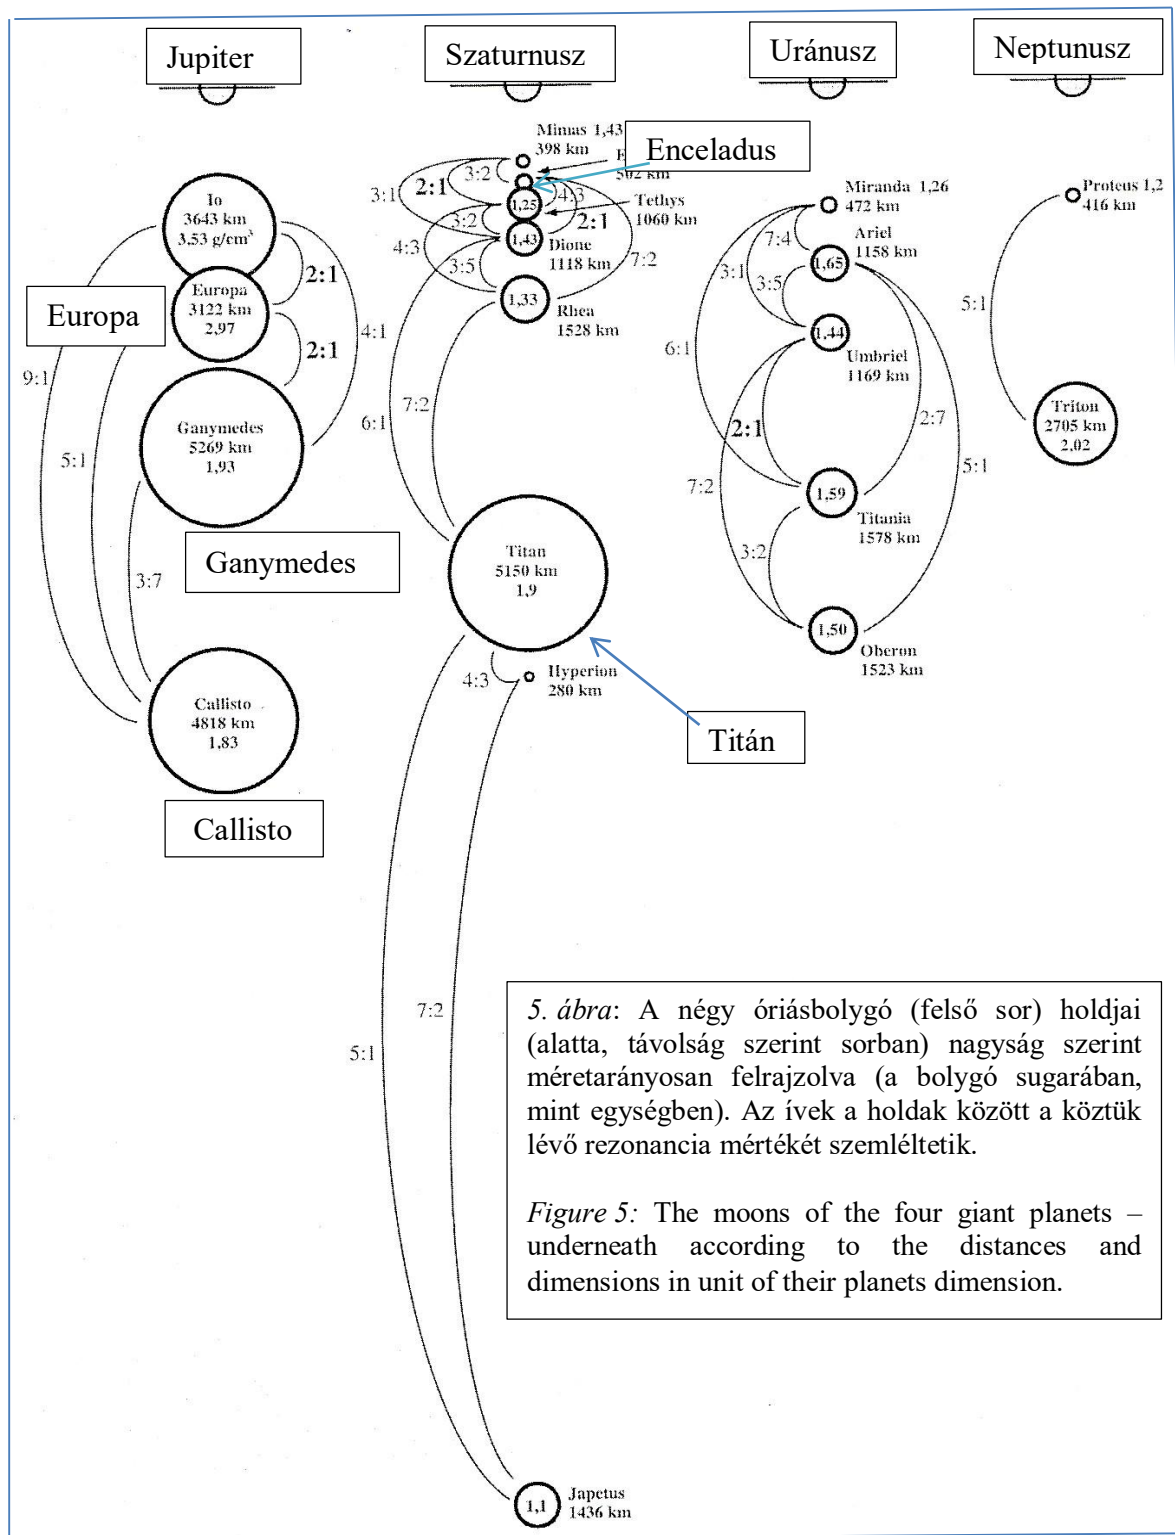 Jupiter
Szaturnusz
Uránusz
Neptunusz
Io
3643 km
3.53 g/cm³
Europa
3122 km
2,97
Europa
2:1
2:1
4:1
9:1
5:1
Ganymedes
5269 km
1,93
Ganymedes
3:7
Callisto
4818 km
1,83
Callisto
Mimas 1,43
398 km
Enceladus
502 km
Tethys
1060 km
1,25
1,43
Dione
1118 km
1,33
Rhea
1528 km
3:1
2:1
3:2
4:3
3:2
2:1
4:3
3:5
7:2
6:1
7:2
Titan
5150 km
1,9
Titán
4:3
Hyperion
280 km
5:1
7:2
1,1
Japetus
1436 km
Miranda 1,26
472 km
7:4
Ariel
1158 km
1,65
3:1
3:5
1,44
Umbriel
1169 km
6:1
2:1
2:7
5:1
7:2
1,59
Titania
1578 km
3:2
1,50
Oberon
1523 km
Proteus 1,2
416 km
5:1
Triton
2705 km
2,02
5. ábra: A négy óriásbolygó (felső sor) holdjai
(alatta, távolság szerint sorban) nagyság szerint
méretarányosan felrajzolva (a bolygó sugarában,
mint egységben). Az ívek a holdak között a köztük
lévő rezonancia mértékét szemléltetik.
Figure 5: The moons of the four giant planets –
underneath according to the distances and
dimensions in unit of their planets dimension.